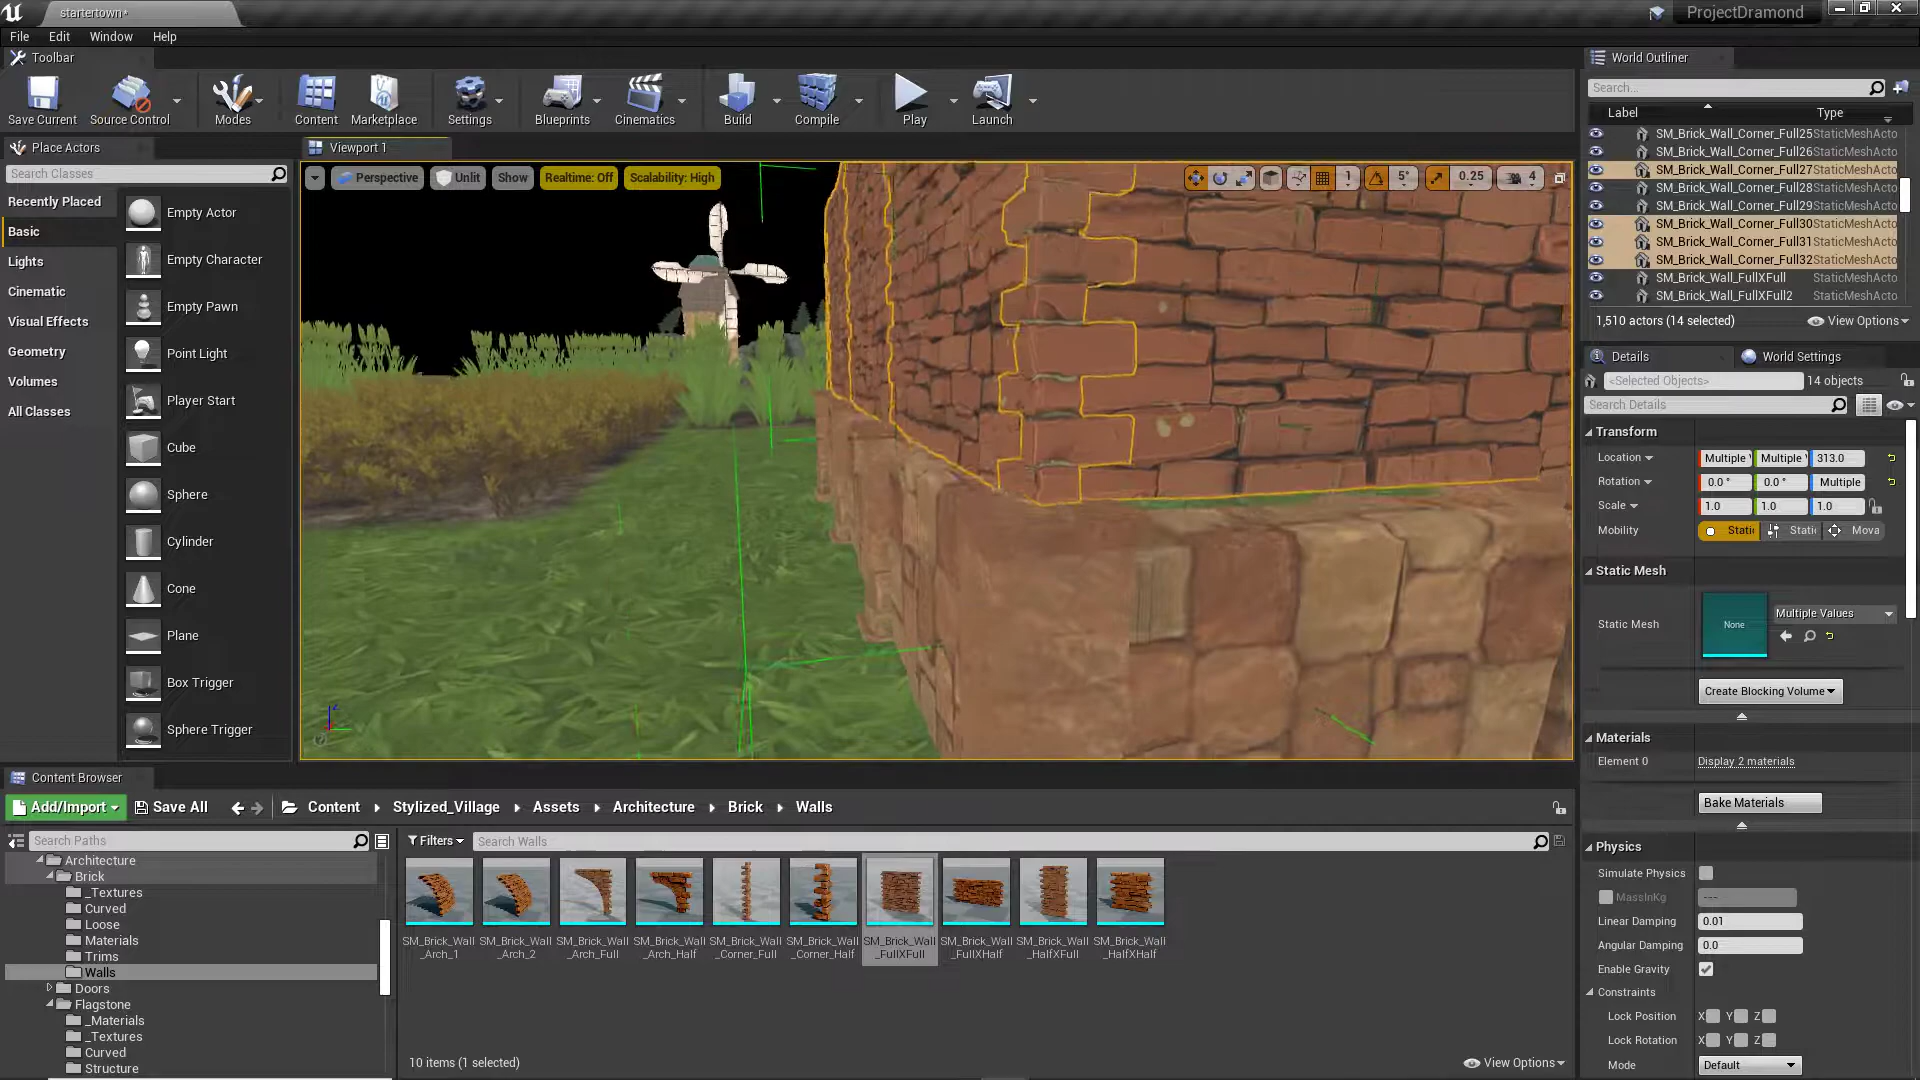 startertown*
ProjectDramond
File Edit Window Help
Toolbar
World Outliner
Save Current Source Control Modes Content Marketplace Settings Blueprints Cinematics Build Compile Play Launch
Search...
Label Type
Place Actors
Viewport 1
Search Classes
Perspective Unlit Show Realtime: Off Scalability: High 1 5° 0.25 4
Recently Placed
Basic
Lights
Cinematic
Visual Effects
Geometry
Volumes
All Classes
Empty Actor
Empty Character
Empty Pawn
Point Light
Player Start
Cube
Sphere
Cylinder
Cone
Plane
Box Trigger
Sphere Trigger
SM_Brick_Wall_Corner_Full25 StaticMeshActo
SM_Brick_Wall_Corner_Full26 StaticMeshActo
SM_Brick_Wall_Corner_Full27 StaticMeshActo
SM_Brick_Wall_Corner_Full28 StaticMeshActo
SM_Brick_Wall_Corner_Full29 StaticMeshActo
SM_Brick_Wall_Corner_Full30 StaticMeshActo
SM_Brick_Wall_Corner_Full31 StaticMeshActo
SM_Brick_Wall_Corner_Full32 StaticMeshActo
SM_Brick_Wall_FullXFull StaticMeshActo
SM_Brick_Wall_FullXFull2 StaticMeshActo
1,510 actors (14 selected) View Options
Details World Settings
<Selected Objects> 14 objects
Search Details
Transform
Location Multiple Multiple 313.0
Rotation 0.0 ° 0.0 ° Multiple
Scale 1.0 1.0 1.0
Mobility Stati Stati Mova
Static Mesh
Static Mesh None Multiple Values
Create Blocking Volume
Materials
Element 0 Display 2 materials
Bake Materials
Physics
Simulate Physics
MassInKg ---
Linear Damping 0.01
Angular Damping 0.0
Enable Gravity
Constraints
Lock Position X Y Z
Lock Rotation X Y Z
Mode Default
Content Browser
Add/Import Save All Content Stylized_Village Assets Architecture Brick Walls
Search Paths
Filters Search Walls
Architecture
Brick
_Textures
Curved
Loose
Materials
Trims
Walls
Doors
Flagstone
_Materials
_Textures
Curved
Structure
SM_Brick_Wall_Arch_1
SM_Brick_Wall_Arch_2
SM_Brick_Wall_Arch_Full
SM_Brick_Wall_Arch_Half
SM_Brick_Wall_Corner_Full
SM_Brick_Wall_Corner_Half
SM_Brick_Wall_FullXFull
SM_Brick_Wall_FullXHalf
SM_Brick_Wall_HalfXFull
SM_Brick_Wall_HalfXHalf
10 items (1 selected) View Options